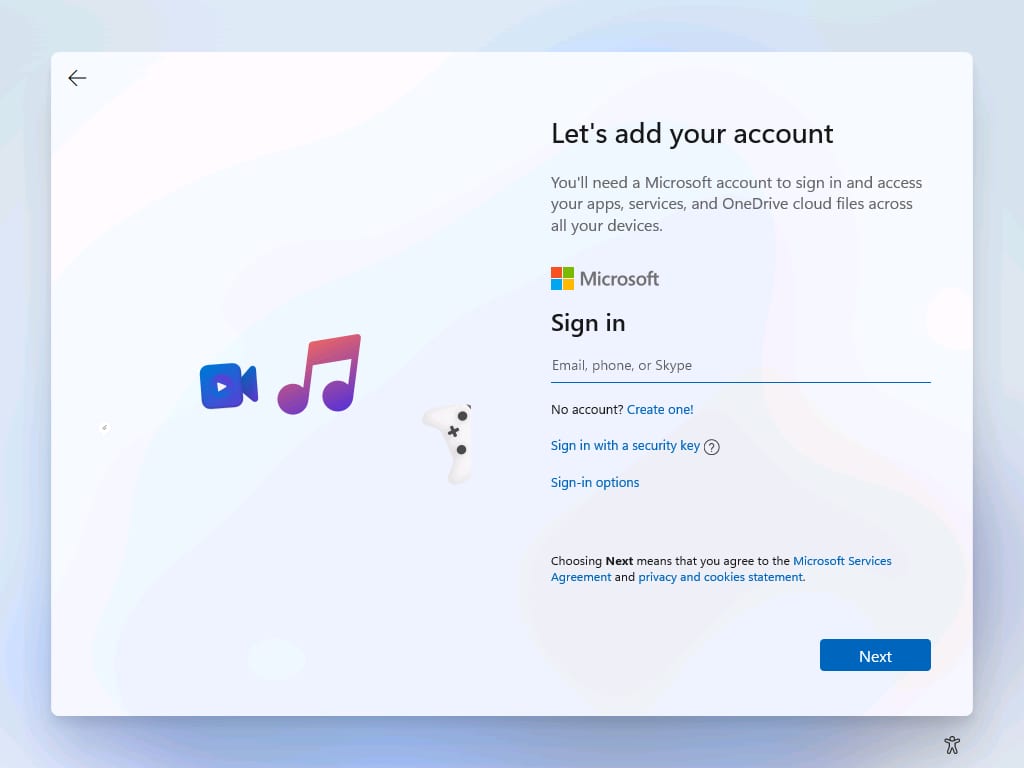 Let's add your account
You'll need a Microsoft account to sign in and access
your apps, services, and OneDrive cloud files across
all your devices.
Microsoft
Sign in
Email, phone, or Skype
No account? Create one!
Sign in with a security key ?
Sign-in options
Choosing Next means that you agree to the Microsoft Services
Agreement and privacy and cookies statement.
Next